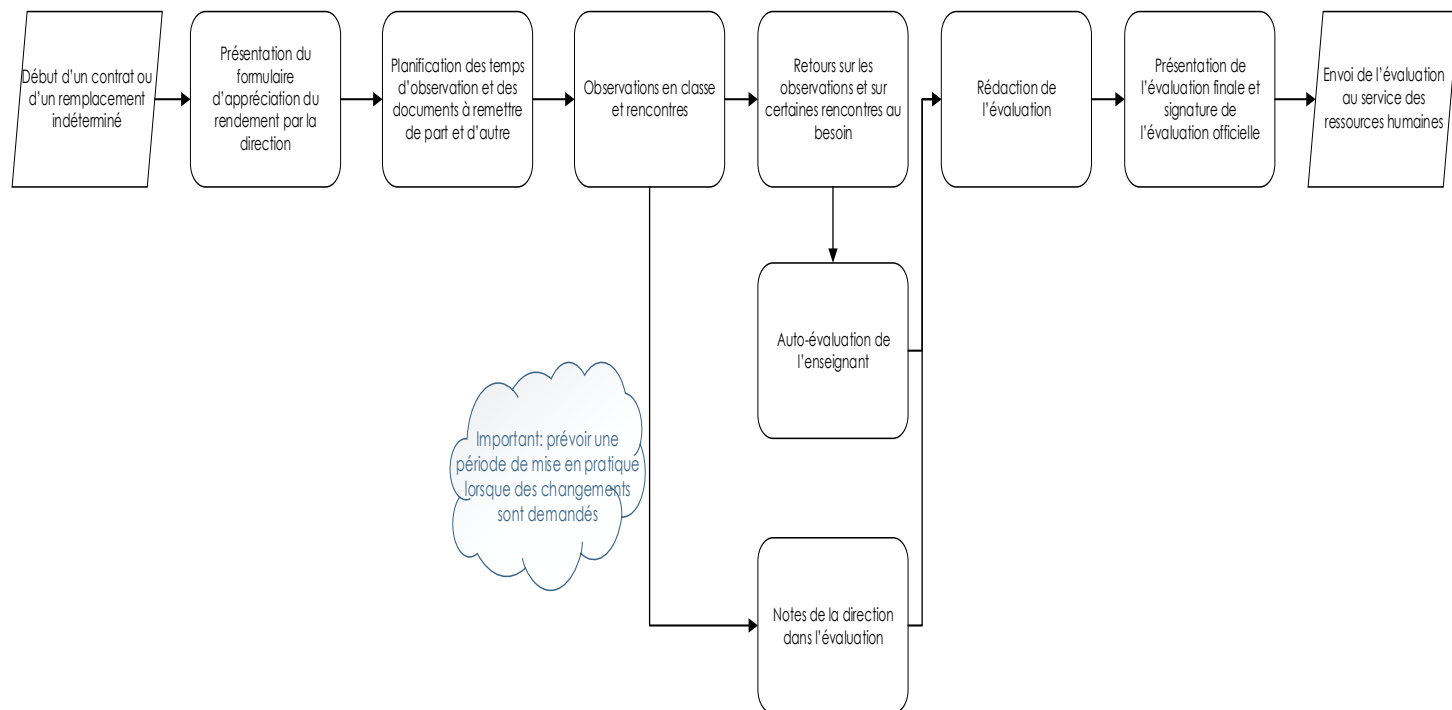 Début d’un contrat ou
d’un remplacement
indéterminé
Présentation du
formulaire
d’appréciation du
rendement par la
direction
Planification des temps
d’observation et des
documents à remettre
de part et d’autre
Observations en classe
et rencontres
Retours sur les
observations et sur
certaines rencontres au
besoin
Rédaction de
l’évaluation
Présentation de
l’évaluation finale et
signature de
l’évaluation officielle
Envoi de l’évaluation
au service des
ressources humaines
Auto-évaluation de
l’enseignant
Important: prévoir une
période de mise en pratique
lorsque des changements
sont demandés
Notes de la direction
dans l’évaluation